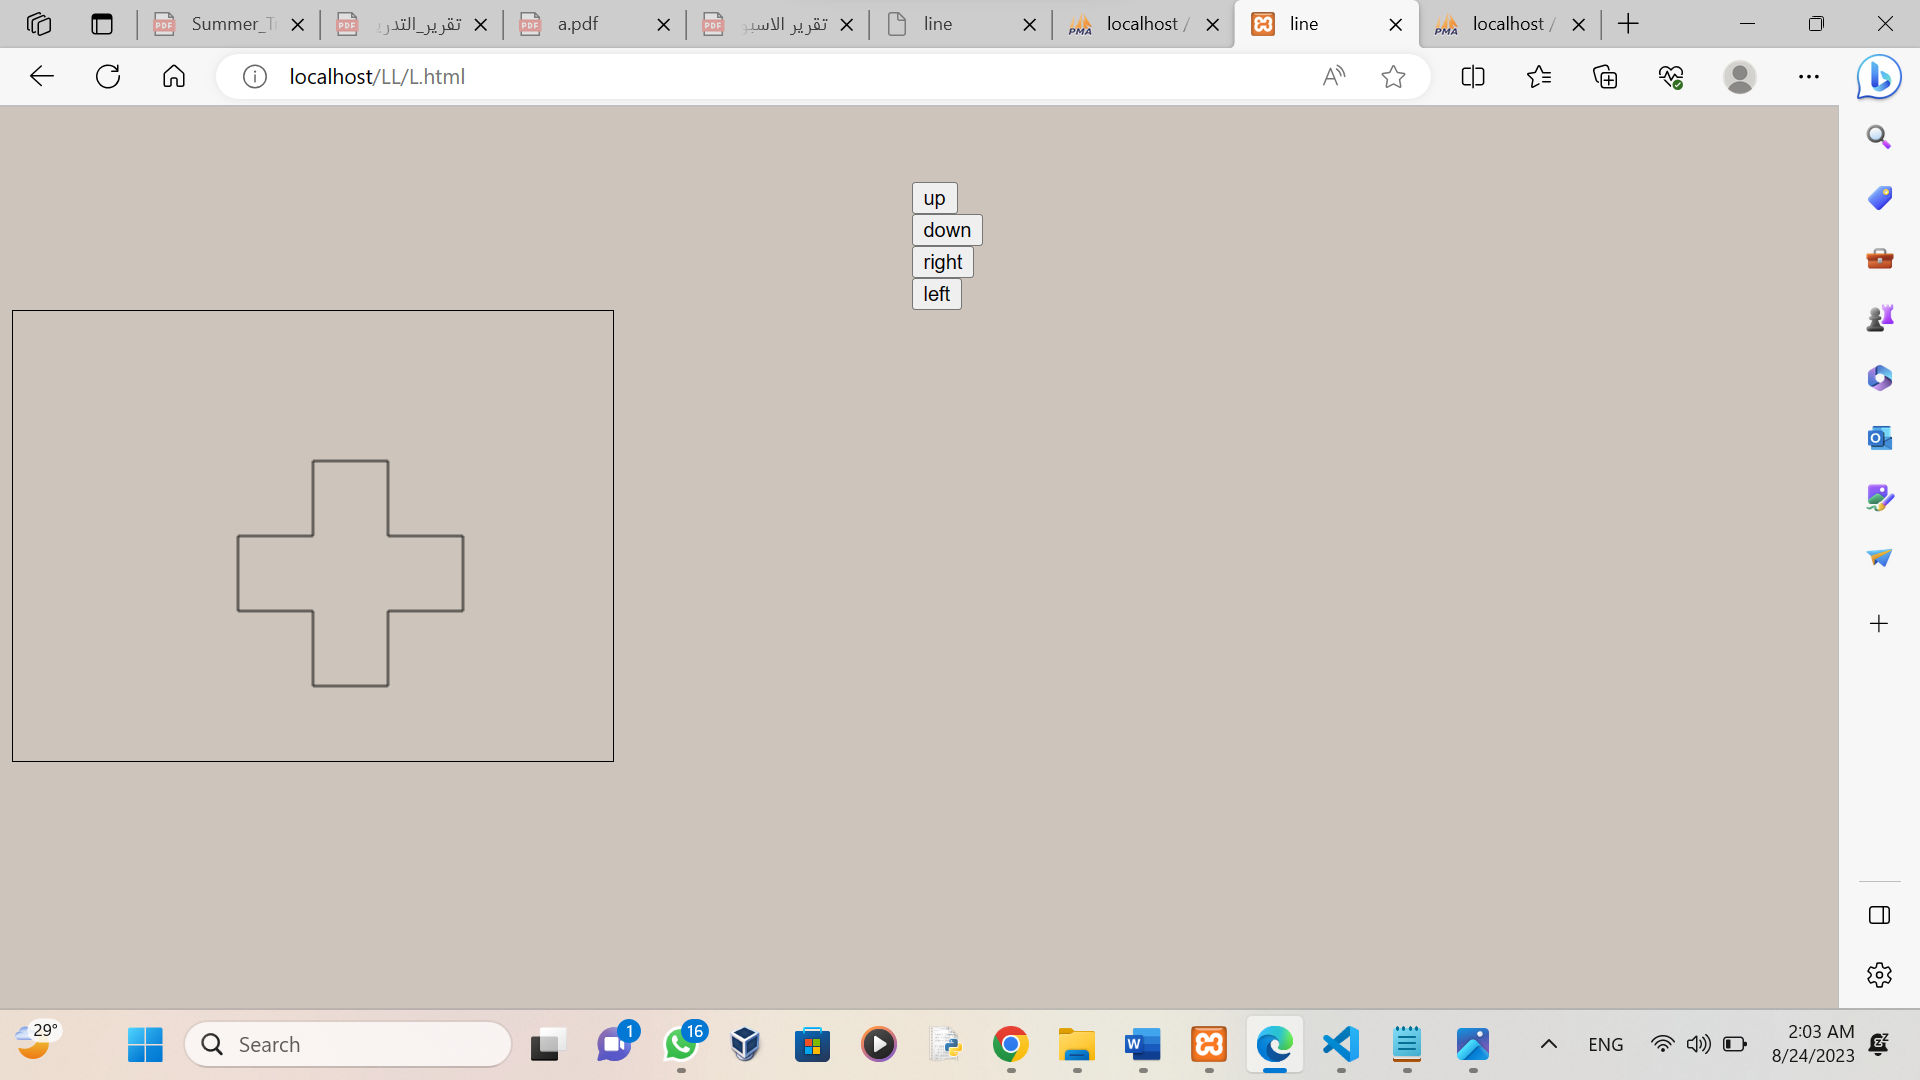 Summer_T
تقرير_التدر
a.pdf
تقرير الاسبو
line
localhost /
line
localhost /
localhost/LL/L.html
up
down
right
left
29°
Search
1
16
ENG
2:03 AM
8/24/2023